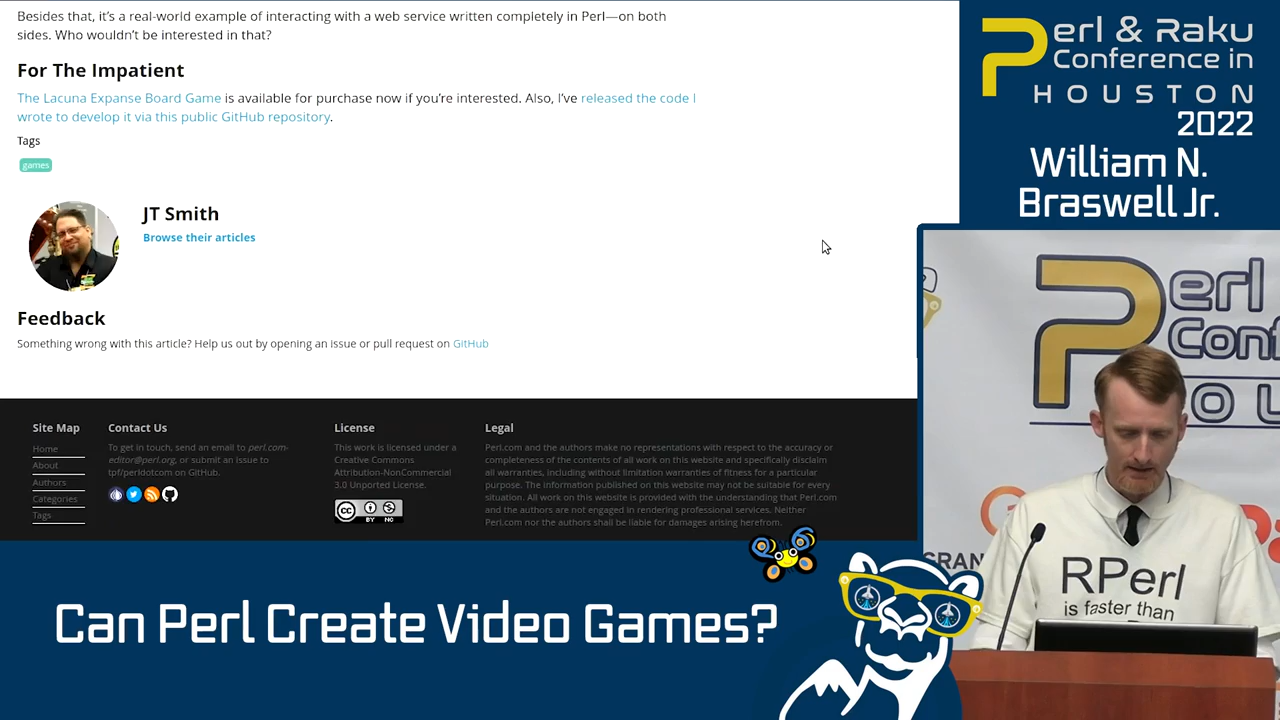 Besides that, it's a real-world example of interacting with a web service written completely in Perl—on both
sides. Who wouldn't be interested in that?
For The Impatient
The Lacuna Expanse Board Game is available for purchase now if you're interested. Also, I've released the code I
wrote to develop it via this public GitHub repository.
Tags
games
JT Smith
Browse their articles
Feedback
Something wrong with this article? Help us out by opening an issue or pull request on GitHub
Site Map
Home
About
Authors
Categories
Tags
Contact Us
To get in touch, send an email to perl.com-
editor@perl.org, or submit an issue to
tpf/perldotcom on GitHub.
License
This work is licensed under a
Creative Commons
Attribution-NonCommercial
3.0 Unported License.
CC
BY NC
Legal
Perl.com and the authors make no representations with respect to the accuracy or
completeness of the contents of all work on this website and specifically disclaim
all warranties, including without limitation warranties of fitness for a particular
purpose. The information published on this website may not be suitable for every
situation. All work on this website is provided with the understanding that Perl.com
and the authors are not engaged in rendering professional services. Neither
Perl.com nor the authors shall be liable for damages arising herefrom.
Perl & Raku
Conference in
HOUSTON
2022
William N.
Braswell Jr.
Perl
Conf
OU
GRAN
RPerl
is faster than
Can Perl Create Video Games?